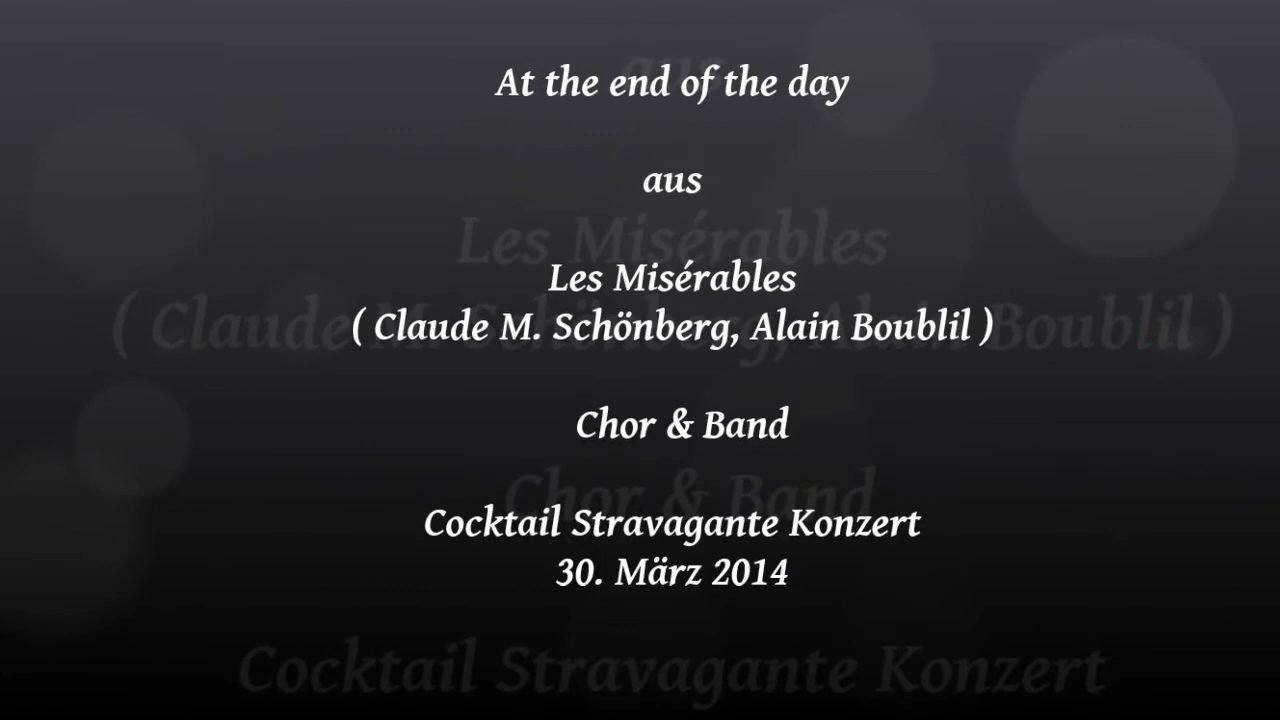 At the end of the day
aus
Les Misérables
( Claude M. Schönberg, Alain Boublil )
Chor & Band
Cocktail Stravagante Konzert
30. März 2014